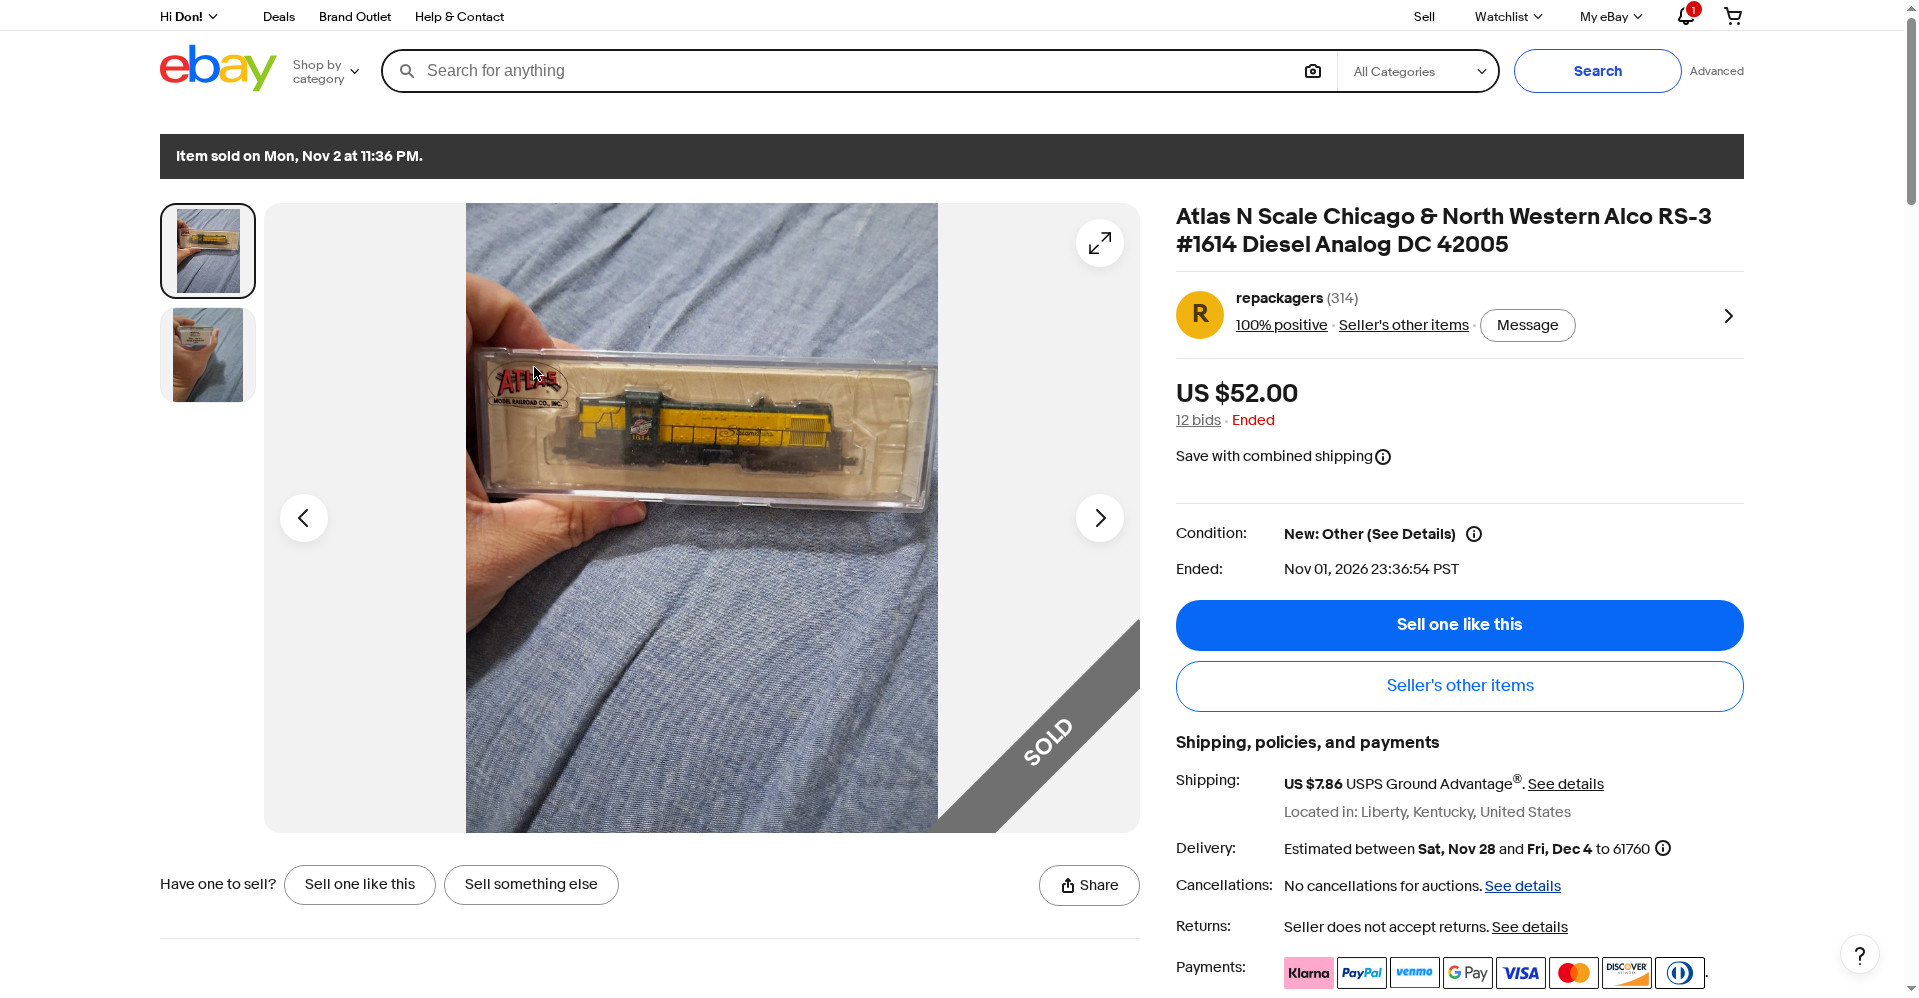 Hi Don!
Deals
Brand Outlet
Help & Contact
Sell
Watchlist
My eBay
1
ebay
Shop by
category
Search for anything
All Categories
Search
Advanced
Item sold on Mon, Nov 2 at 11:36 PM.
ATLAS
MODEL RAILROAD CO., INC.
1614
Streamliners
SOLD
Atlas N Scale Chicago & North Western Alco RS-3
#1614 Diesel Analog DC 42005
R
repackagers (314)
100% positive · Seller's other items · Message
US $52.00
12 bids · Ended
Save with combined shipping
Condition: New: Other (See Details)
Ended: Nov 01, 2026 23:36:54 PST
Sell one like this
Seller's other items
Shipping, policies, and payments
Shipping: US $7.86 USPS Ground Advantage®. See details
Located in: Liberty, Kentucky, United States
Delivery: Estimated between Sat, Nov 28 and Fri, Dec 4 to 61760
Cancellations: No cancellations for auctions. See details
Returns: Seller does not accept returns. See details
Payments: Klarna PayPal venmo G Pay VISA DISCOVER .
Have one to sell? Sell one like this Sell something else
Share
?